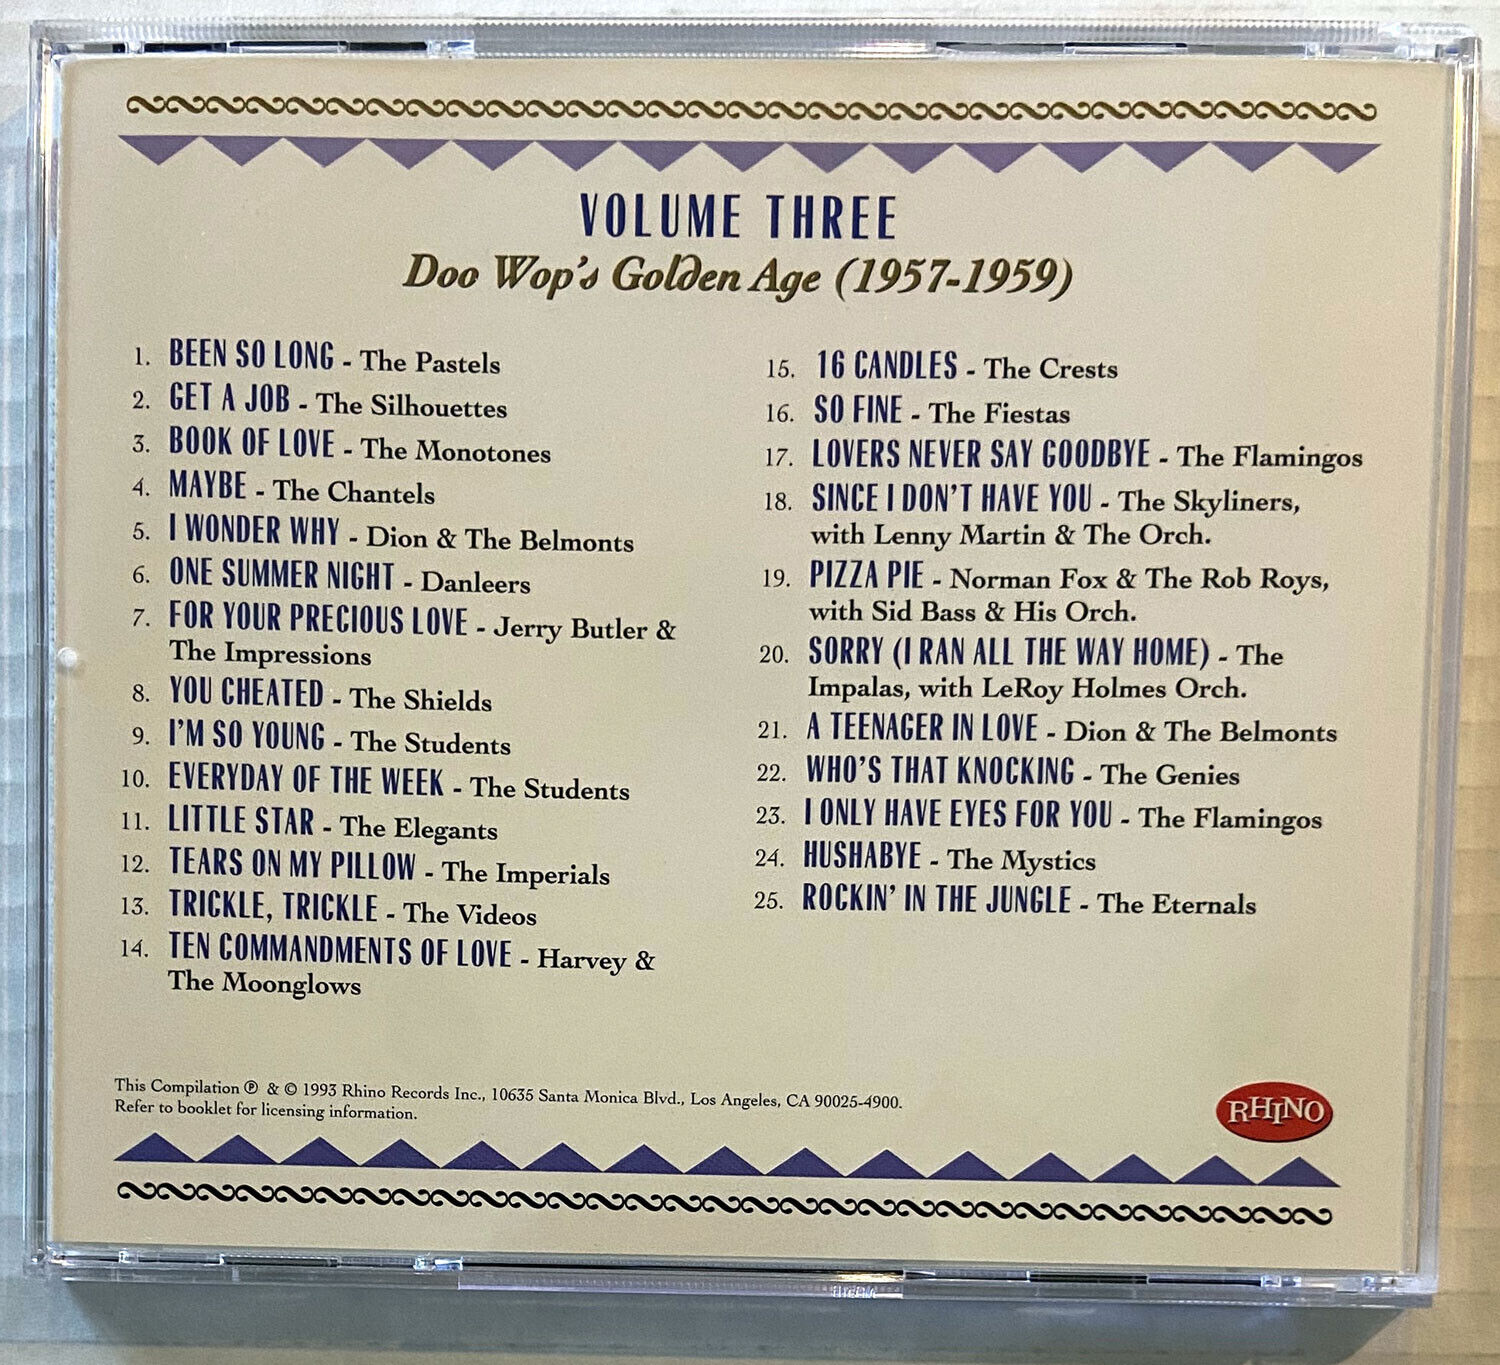 VOLUME THREE
Doo Wop's Golden Age (1957-1959)
1. BEEN SO LONG - The Pastels
2. GET A JOB - The Silhouettes
3. BOOK OF LOVE - The Monotones
4. MAYBE - The Chantels
5. I WONDER WHY - Dion & The Belmonts
6. ONE SUMMER NIGHT - Danleers
7. FOR YOUR PRECIOUS LOVE - Jerry Butler &
The Impressions
8. YOU CHEATED - The Shields
9. I'M SO YOUNG - The Students
10. EVERYDAY OF THE WEEK - The Students
11. LITTLE STAR - The Elegants
12. TEARS ON MY PILLOW - The Imperials
13. TRICKLE, TRICKLE - The Videos
14. TEN COMMANDMENTS OF LOVE - Harvey &
The Moonglows
15. 16 CANDLES - The Crests
16. SO FINE - The Fiestas
17. LOVERS NEVER SAY GOODBYE - The Flamingos
18. SINCE I DON'T HAVE YOU - The Skyliners,
with Lenny Martin & The Orch.
19. PIZZA PIE - Norman Fox & The Rob Roys,
with Sid Bass & His Orch.
20. SORRY (I RAN ALL THE WAY HOME) - The
Impalas, with LeRoy Holmes Orch.
21. A TEENAGER IN LOVE - Dion & The Belmonts
22. WHO'S THAT KNOCKING - The Genies
23. I ONLY HAVE EYES FOR YOU - The Flamingos
24. HUSHABYE - The Mystics
25. ROCKIN' IN THE JUNGLE - The Eternals
This Compilation ℗ & © 1993 Rhino Records Inc., 10635 Santa Monica Blvd., Los Angeles, CA 90025-4900.
Refer to booklet for licensing information.
RHINO